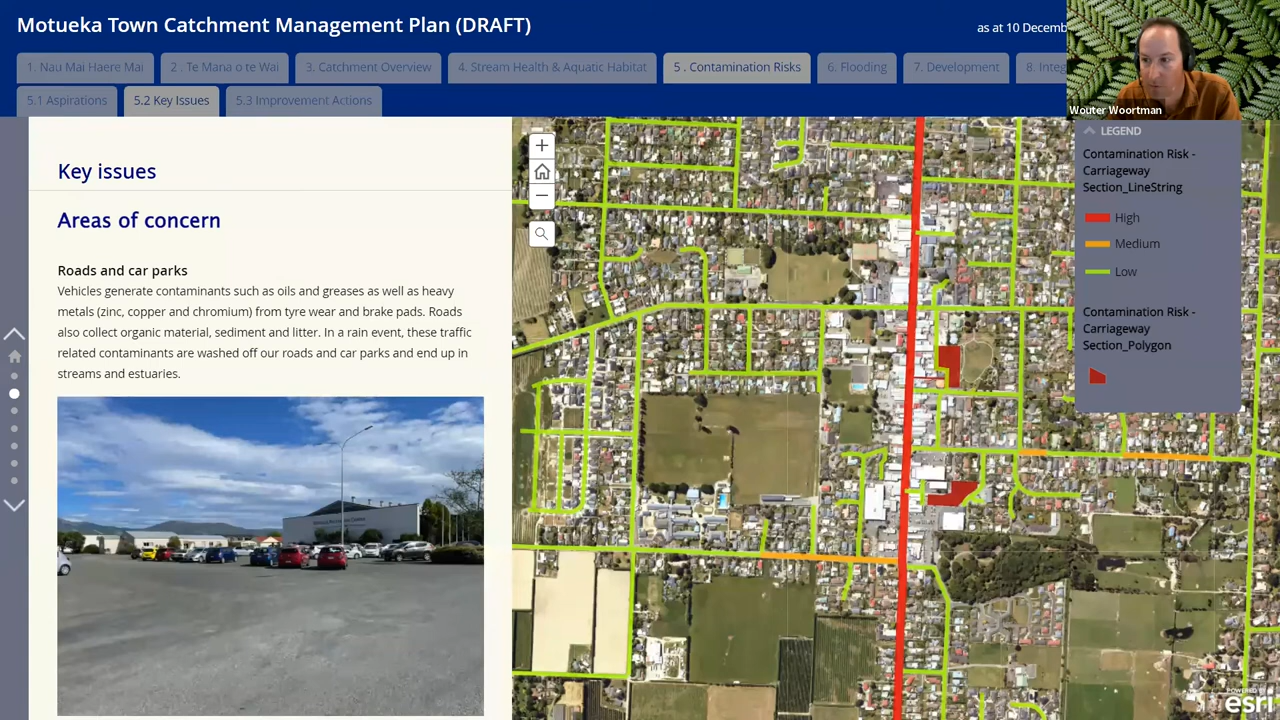 Motueka Town Catchment Management Plan (DRAFT)
as at 10 Decemb
1. Nau Mai Haere Mai
2 . Te Mana o te Wai
3. Catchment Overview
4. Stream Health & Aquatic Habitat
5 . Contamination Risks
6. Flooding
7. Development
8. Integ
5.1 Aspirations
5.2 Key Issues
5.3 Improvement Actions
Wouter Woortman
Key issues
Areas of concern
Roads and car parks
Vehicles generate contaminants such as oils and greases as well as heavy
metals (zinc, copper and chromium) from tyre wear and brake pads. Roads
also collect organic material, sediment and litter. In a rain event, these traffic
related contaminants are washed off our roads and car parks and end up in
streams and estuaries.
LEGEND
Contamination Risk -
Carriageway
Section_LineString
High
Medium
Low
Contamination Risk -
Carriageway
Section_Polygon
POWERED BY
esri